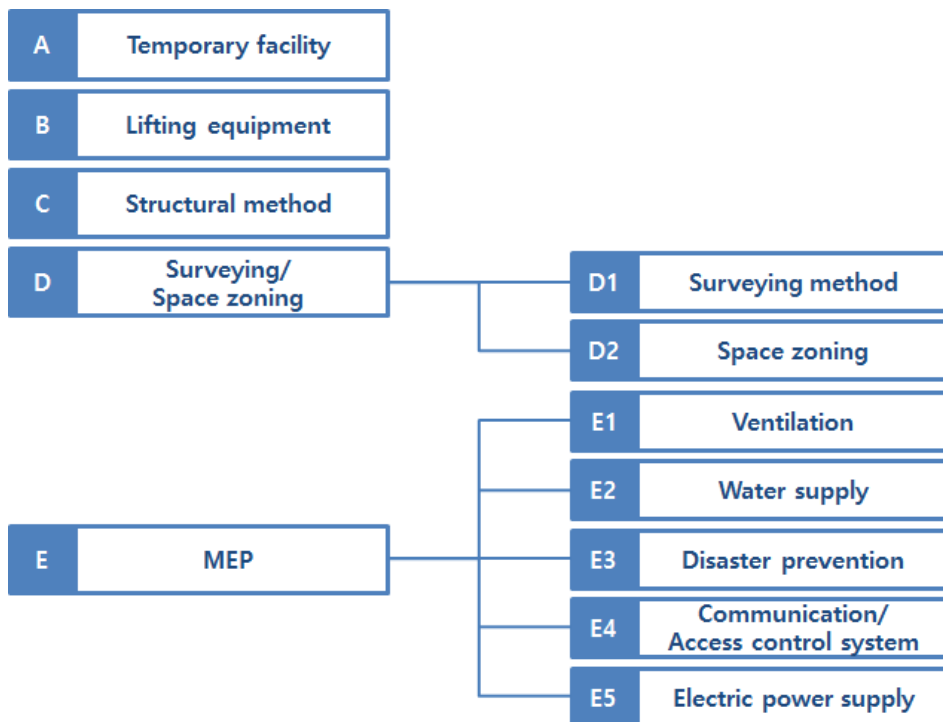 A
Temporary facility
B
Lifting equipment
C
Structural method
D
Surveying/
Space zoning
D1
Surveying method
D2
Space zoning
E
MEP
E1
Ventilation
E2
Water supply
E3
Disaster prevention
E4
Communication/
Access control system
E5
Electric power supply